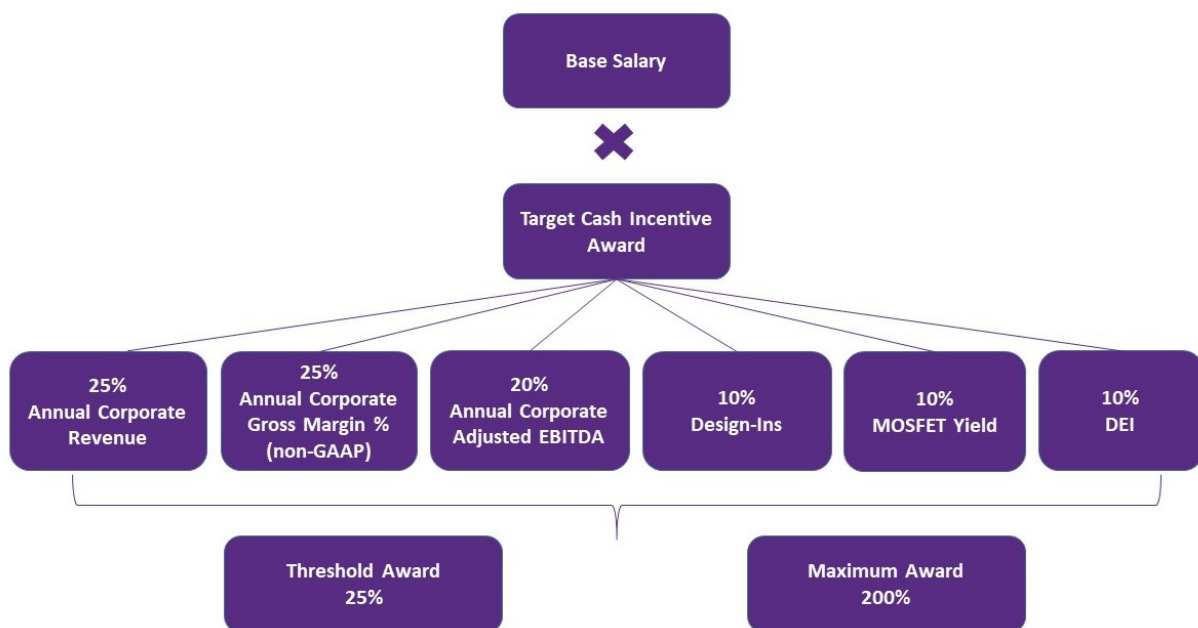 Base Salary
Target Cash Incentive
Award
25%
Annual Corporate
Revenue
25%
Annual Corporate
Gross Margin %
(non-GAAP)
20%
Annual Corporate
Adjusted EBITDA
10%
Design-Ins
10%
MOSFET Yield
10%
DEI
Threshold Award
25%
Maximum Award
200%